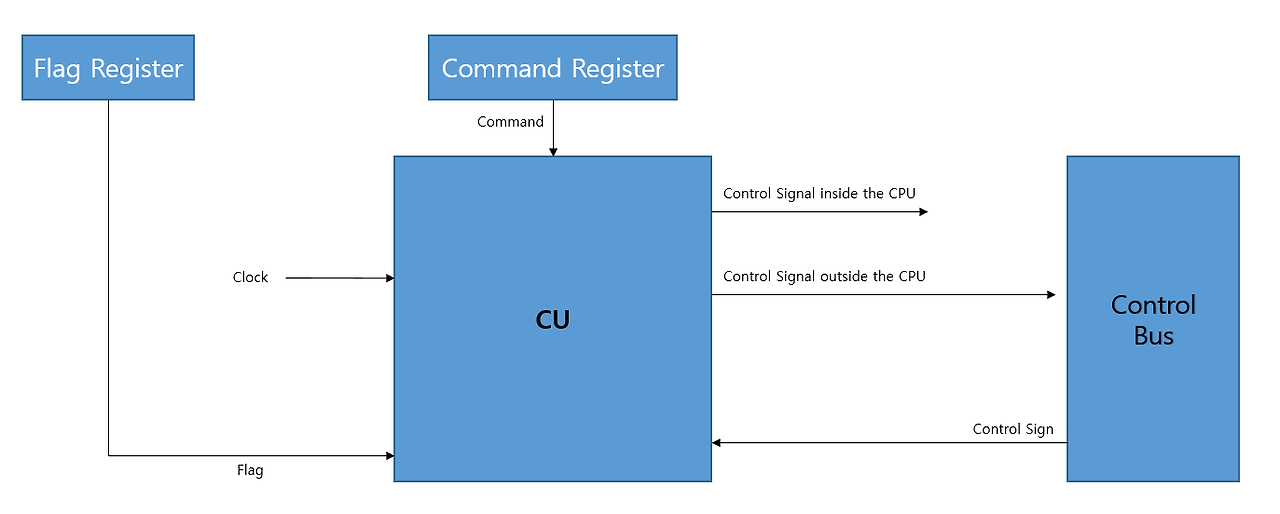 Flag Register
Command Register
Command
Control Signal inside the CPU
Clock
Control Signal outside the CPU
CU
Control
Bus
Control Sign
Flag